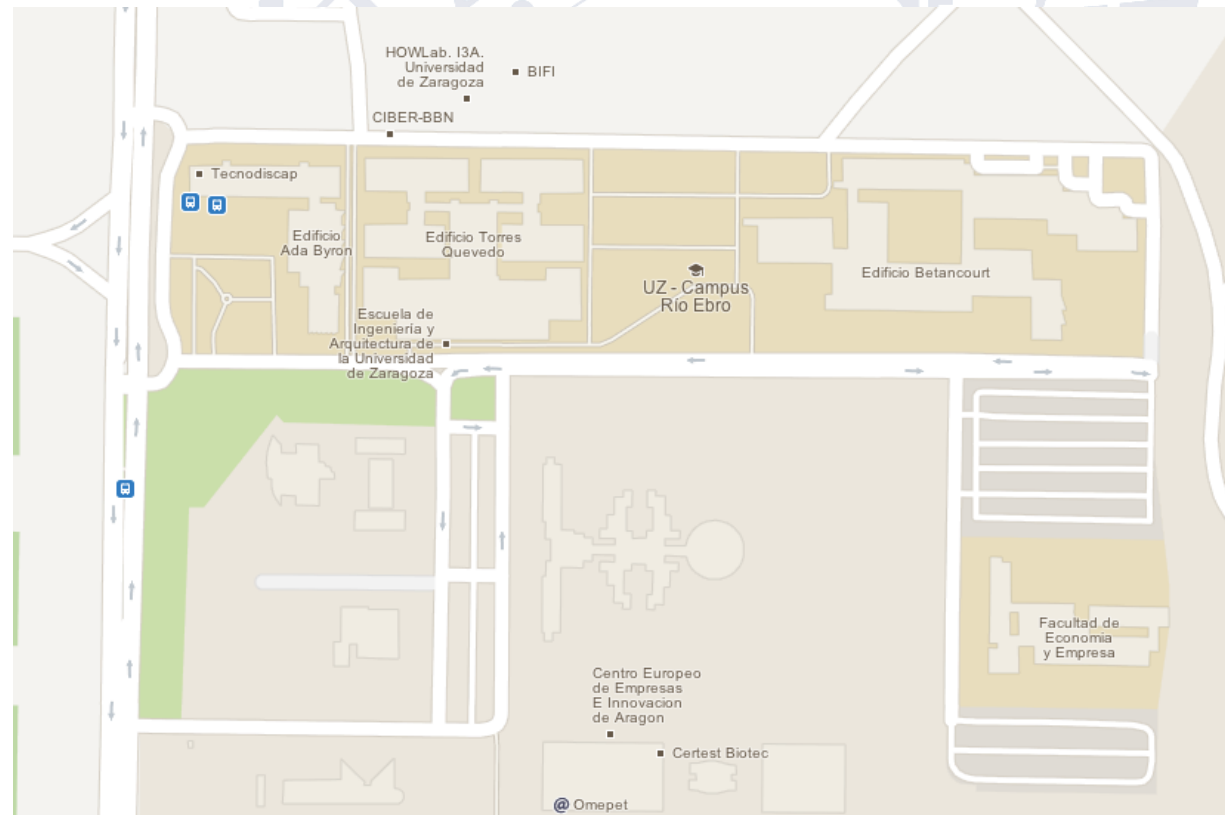 HOWLab. I3A.
Universidad
de Zaragoza
BIFI
CIBER-BBN
Tecnodiscap
Edificio
Ada Byron
Edificio Torres
Quevedo
Edificio Betancourt
UZ - Campus
Río Ebro
Escuela de
Ingeniería y
Arquitectura de
la Universidad
de Zaragoza
Facultad de
Economia
y Empresa
Centro Europeo
de Empresas
E Innovacion
de Aragon
Certest Biotec
@ Omepet